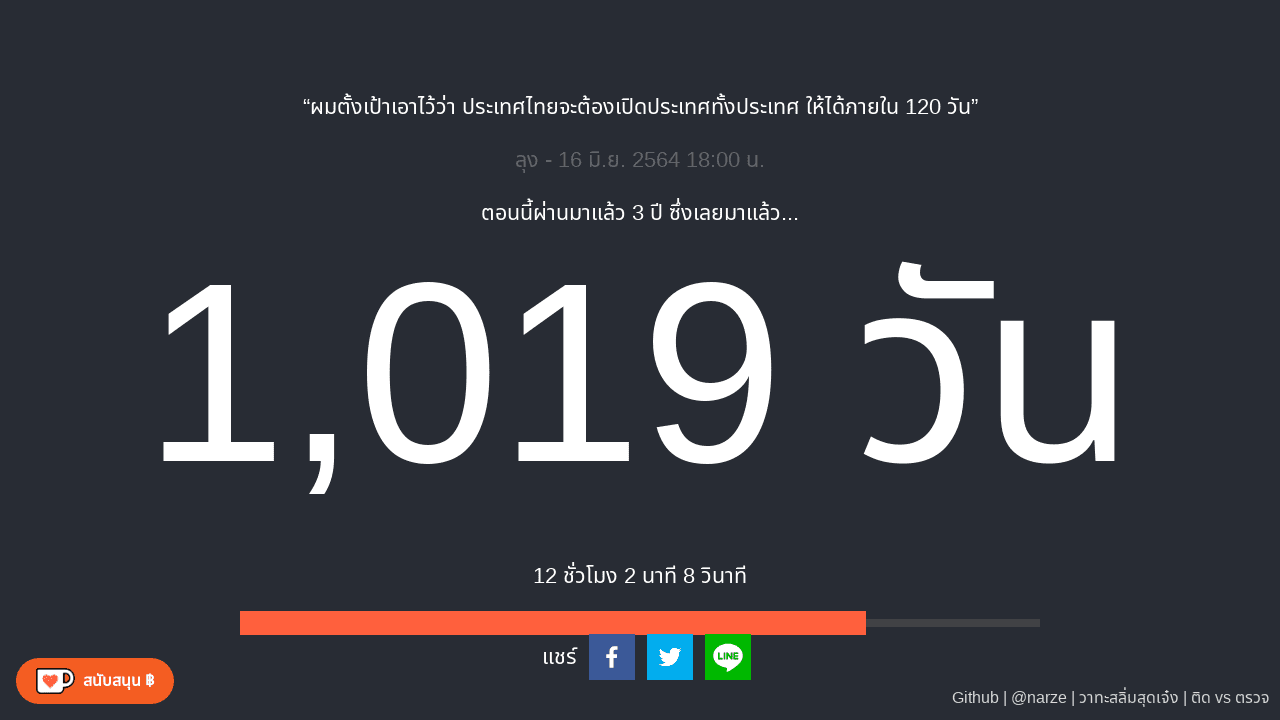 “ผมตั้งเป้าเอาไว้ว่า ประเทศไทยจะต้องเปิดประเทศทั้งประเทศ ให้ได้ภายใน 120 วัน”
ลุง - 16 มิ.ย. 2564 18:00 น.
ตอนนี้ผ่านมาแล้ว 3 ปี ซึ่งเลยมาแล้ว...
1,019 วัน
12 ชั่วโมง 2 นาที 8 วินาที
แชร์
LINE
สนับสนุน ฿
Github | @narze | วาทะสลิ่มสุดเจ๋ง | ติด vs ตรวจ